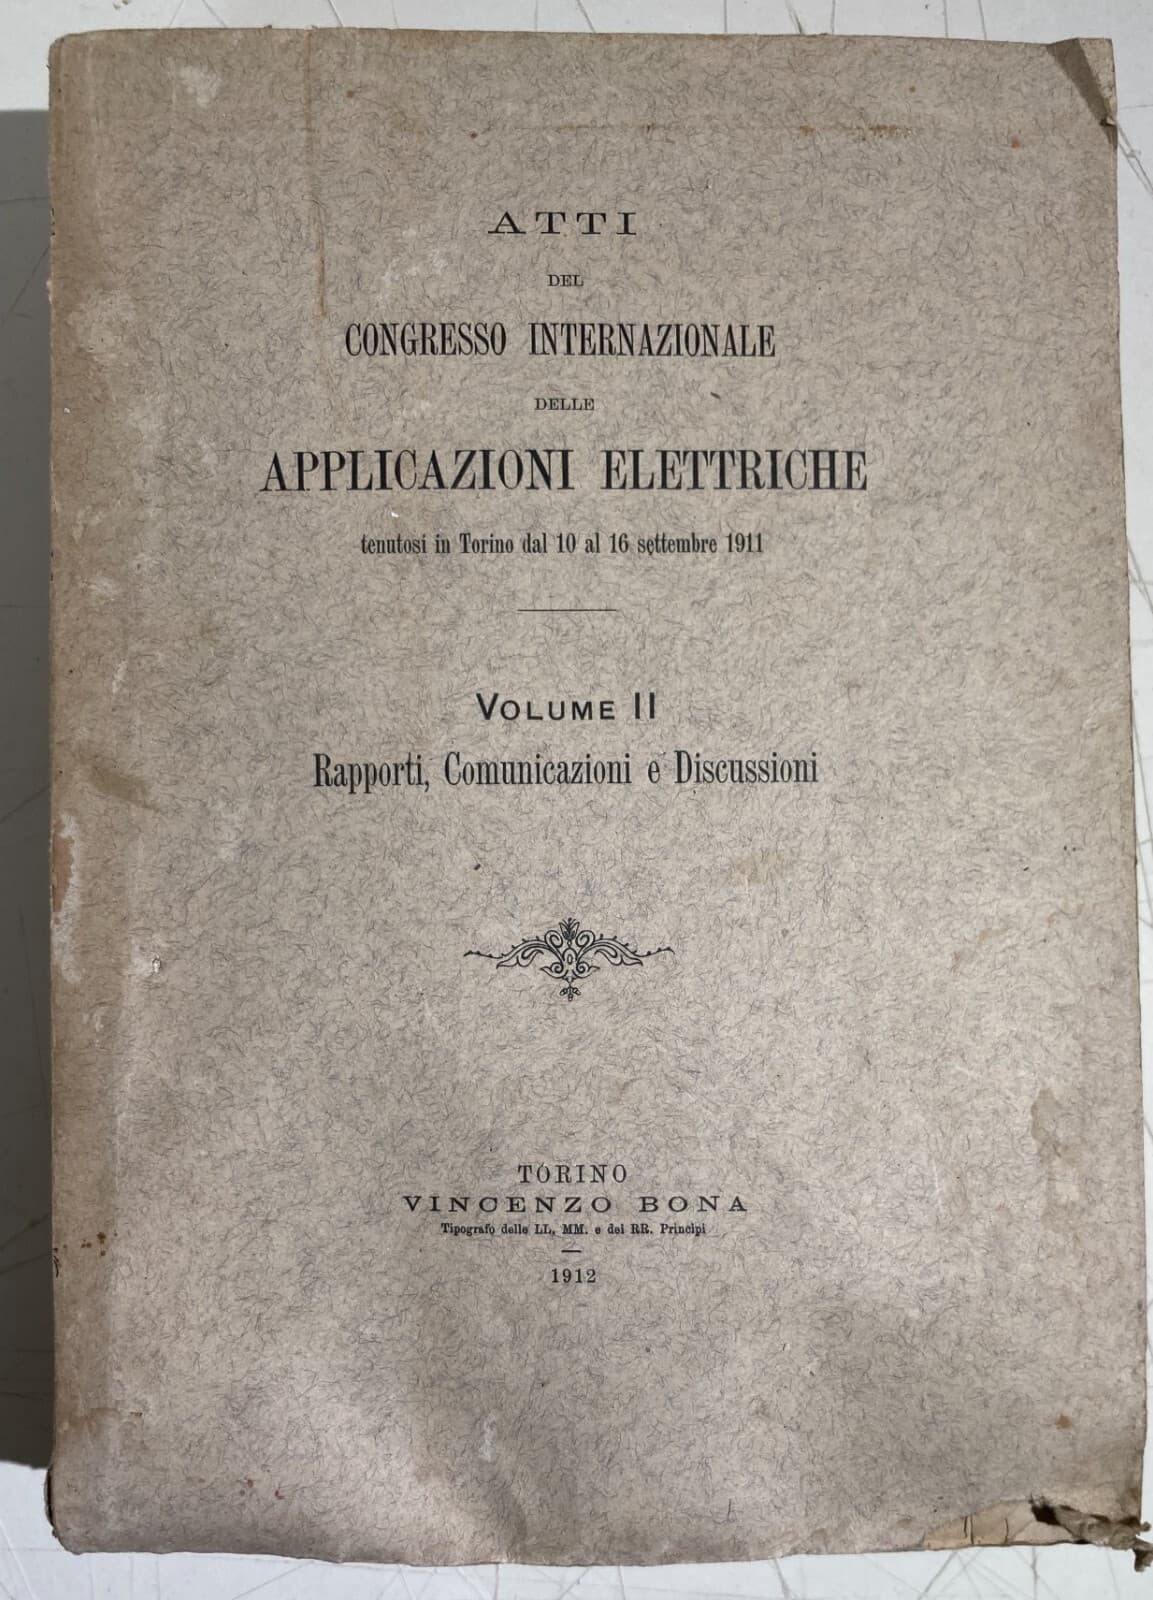 ATTI
DEL
CONGRESSO INTERNAZIONALE
DELLE
APPLICAZIONI ELETTRICHE
tenutosi in Torino dal 10 al 16 settembre 1911
VOLUME II
Rapporti, Comunicazioni e Discussioni
TORINO
VINCENZO BONA
Tipografo delle LL. MM. e dei RR. Principi
1912